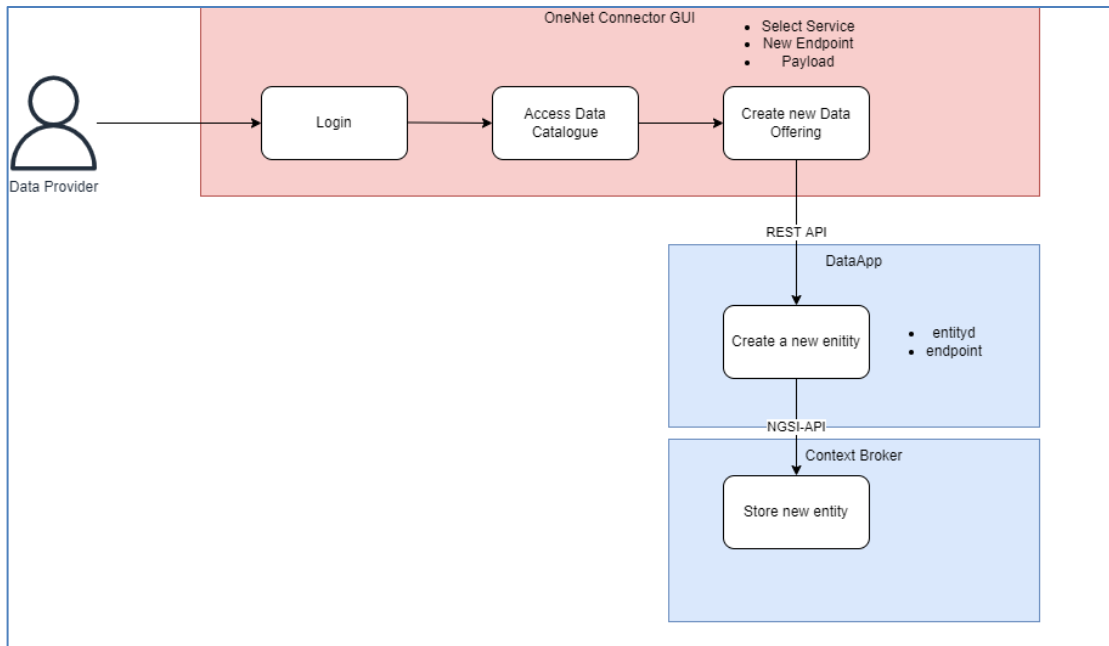 OneNet Connector GUI
• Select Service
• New Endpoint
• Payload
Login
Access Data
Catalogue
Create new Data
Offering
Data Provider
REST API
DataApp
Create a new enitity
• entityd
• endpoint
NGSI-API
Context Broker
Store new entity